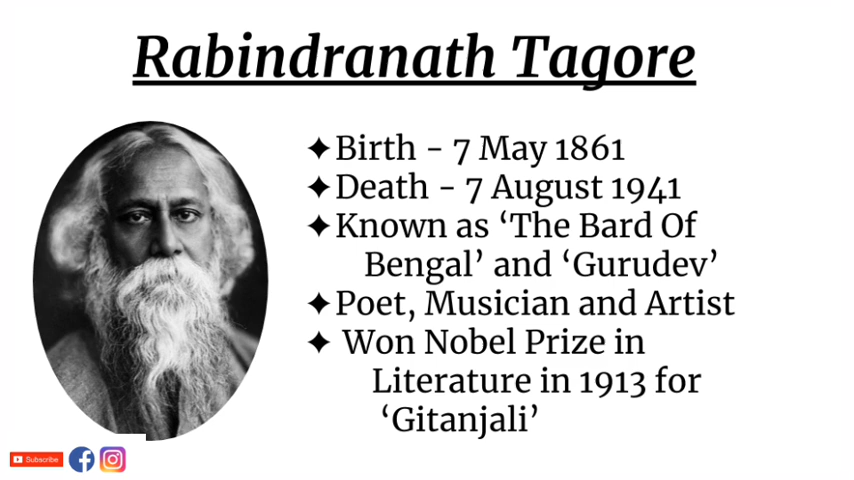 Rabindranath Tagore
✦Birth - 7 May 1861
✦Death - 7 August 1941
✦Known as ‘The Bard Of
Bengal’ and ‘Gurudev’
✦Poet, Musician and Artist
✦ Won Nobel Prize in
Literature in 1913 for
‘Gitanjali’
Subscribe